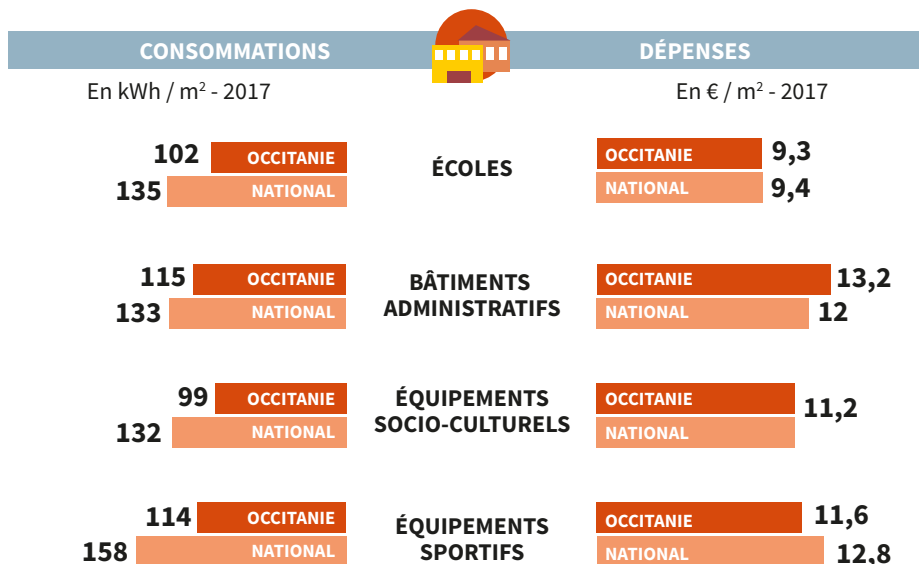 CONSOMMATIONS
DÉPENSES
En kWh / m² - 2017
En € / m² - 2017
102 OCCITANIE
135 NATIONAL
ÉCOLES
OCCITANIE 9,3
NATIONAL 9,4
115 OCCITANIE
133 NATIONAL
BÂTIMENTS
ADMINISTRATIFS
OCCITANIE 13,2
NATIONAL 12
99 OCCITANIE
132 NATIONAL
ÉQUIPEMENTS
SOCIO-CULTURELS
OCCITANIE
NATIONAL
11,2
114 OCCITANIE
158 NATIONAL
ÉQUIPEMENTS
SPORTIFS
OCCITANIE 11,6
NATIONAL 12,8